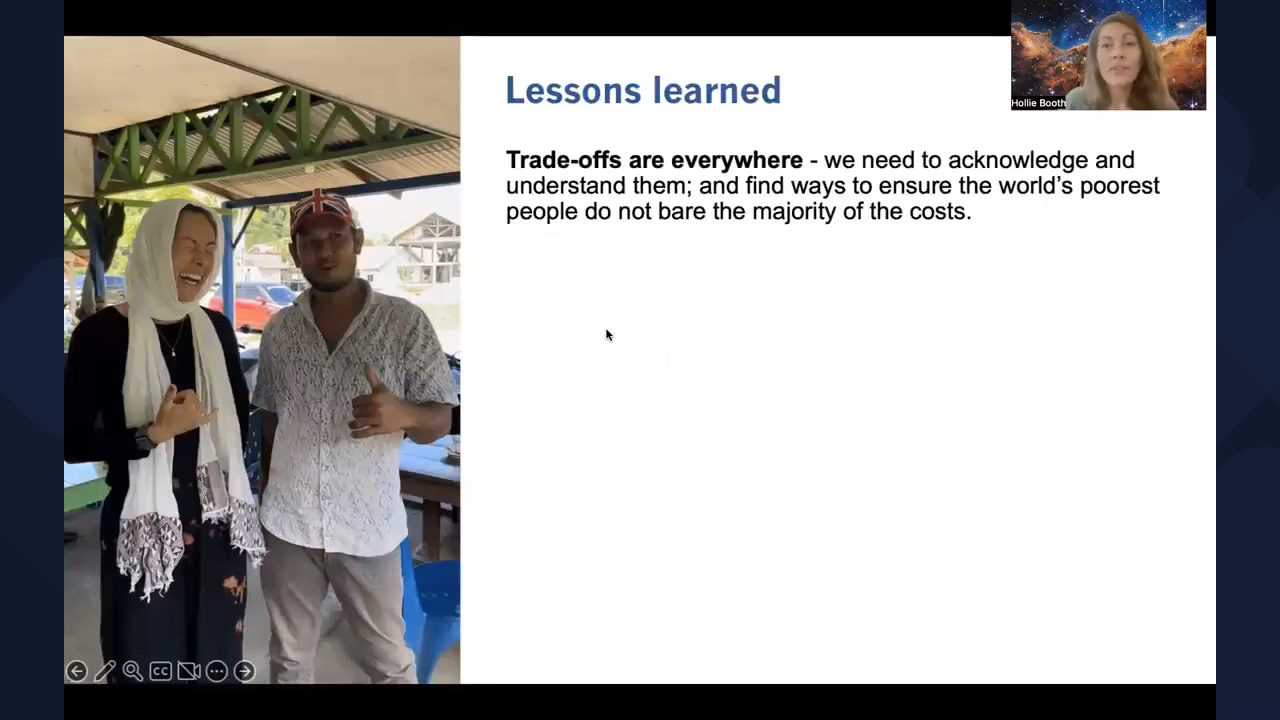 Hollie Booth
Lessons learned
Trade-offs are everywhere - we need to acknowledge and
understand them; and find ways to ensure the world's poorest
people do not bare the majority of the costs.
CC